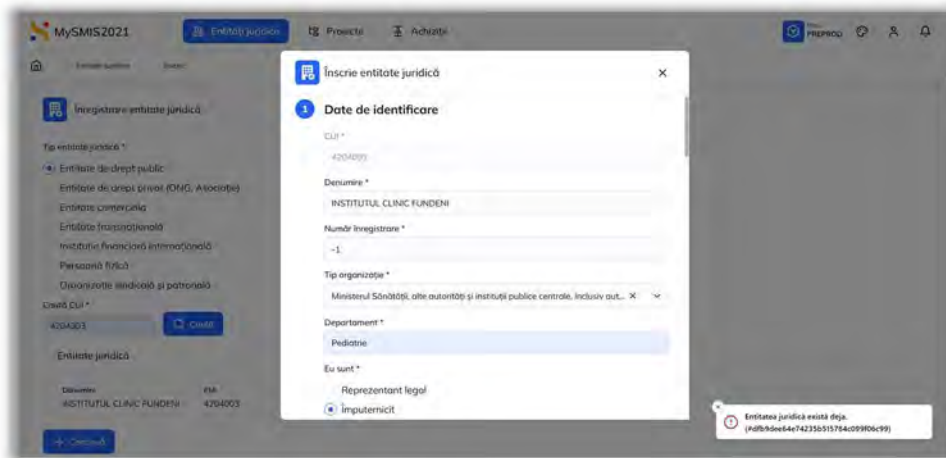 MySMIS2021
Entități juridice
Proiecte
Achiziții
PREPROD
Înregistrare entitate juridică
Tip entitate juridică *
Entitate de drept public
Entitate de drept privat (ONG, Asociație)
Entitate comercială
Entitate transnațională
Instituție financiară internațională
Persoană fizică
Organizație sindicală și patronală
Caută CUI *
4204003
Caută
Entitate juridică
Denumire
INSTITUTUL CLINIC FUNDENI
4204003
Continuă
Înscrie entitate juridică
1 Date de identificare
CUI *
4204003
Denumire *
INSTITUTUL CLINIC FUNDENI
Număr înregistrare *
-1
Tip organizație *
Ministerul Sănătății, alte autorități și instituții publice centrale, inclusiv aut...
Departament *
Pediatrie
Eu sunt *
Reprezentant legal
Împuternicit
Entitatea juridică există deja.